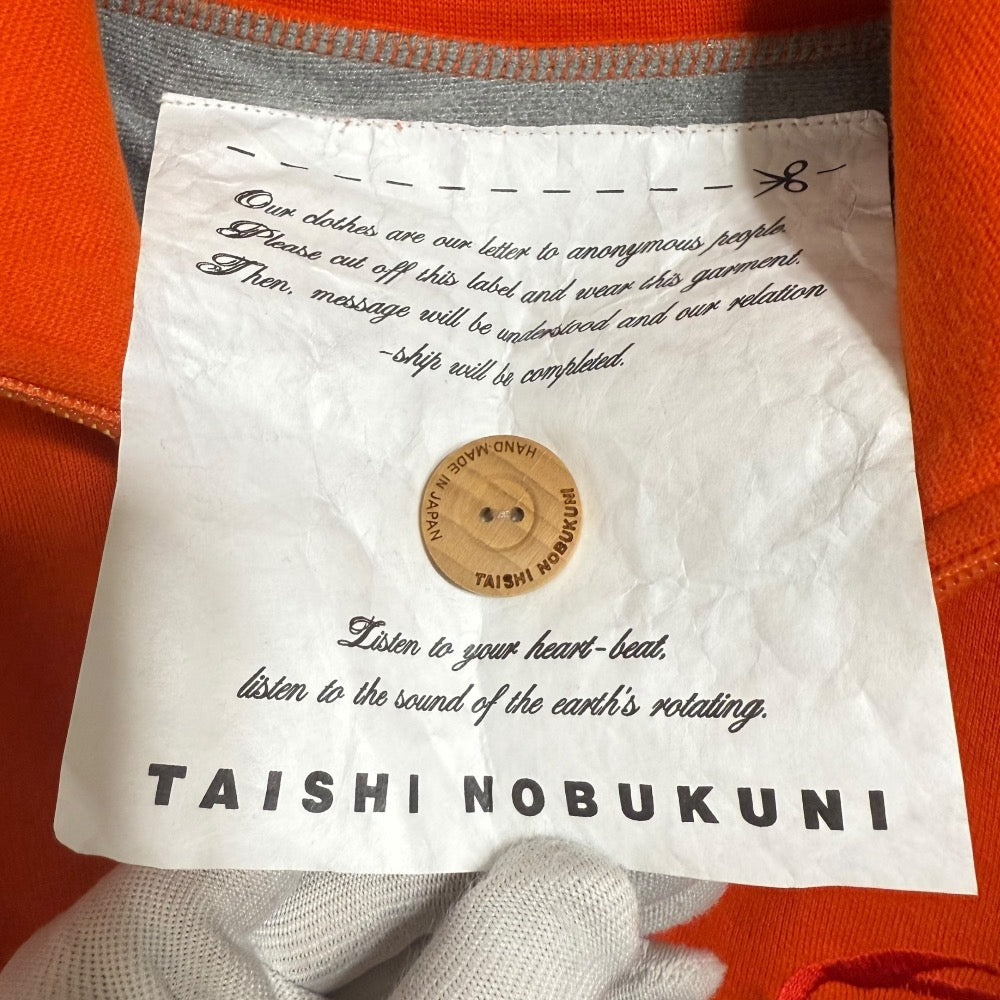 Our clothes are our letter to anonymous people.
Please cut off this label and wear this garment.
Then, message will be understood and our relation
-ship will be completed.
HAND·MADE IN JAPAN
TAISHI NOBUKUNI
Listen to your heart-beat,
listen to the sound of the earth's rotating.
TAISHI NOBUKUNI